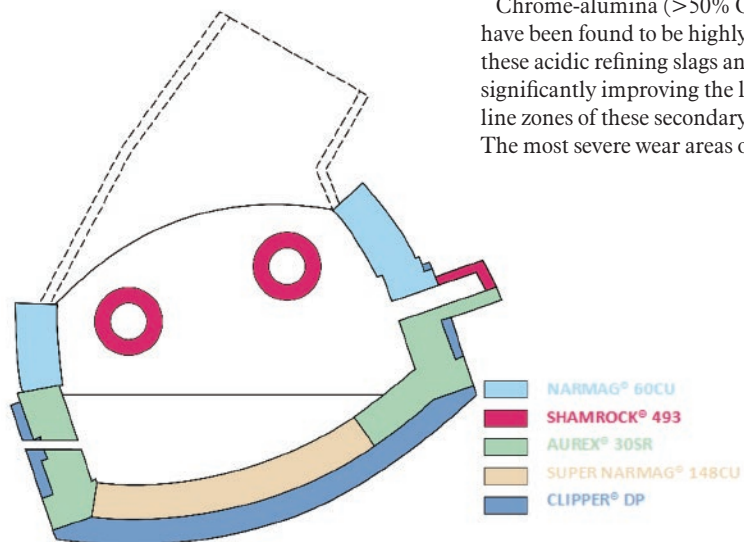 Chrome-alumina (>50% C
have been found to be highly
these acidic refining slags an
significantly improving the l
line zones of these secondary
The most severe wear areas o
NARMAG® 60CU
SHAMROCK® 493
AUREX® 30SR
SUPER NARMAG® 148CU
CLIPPER® DP